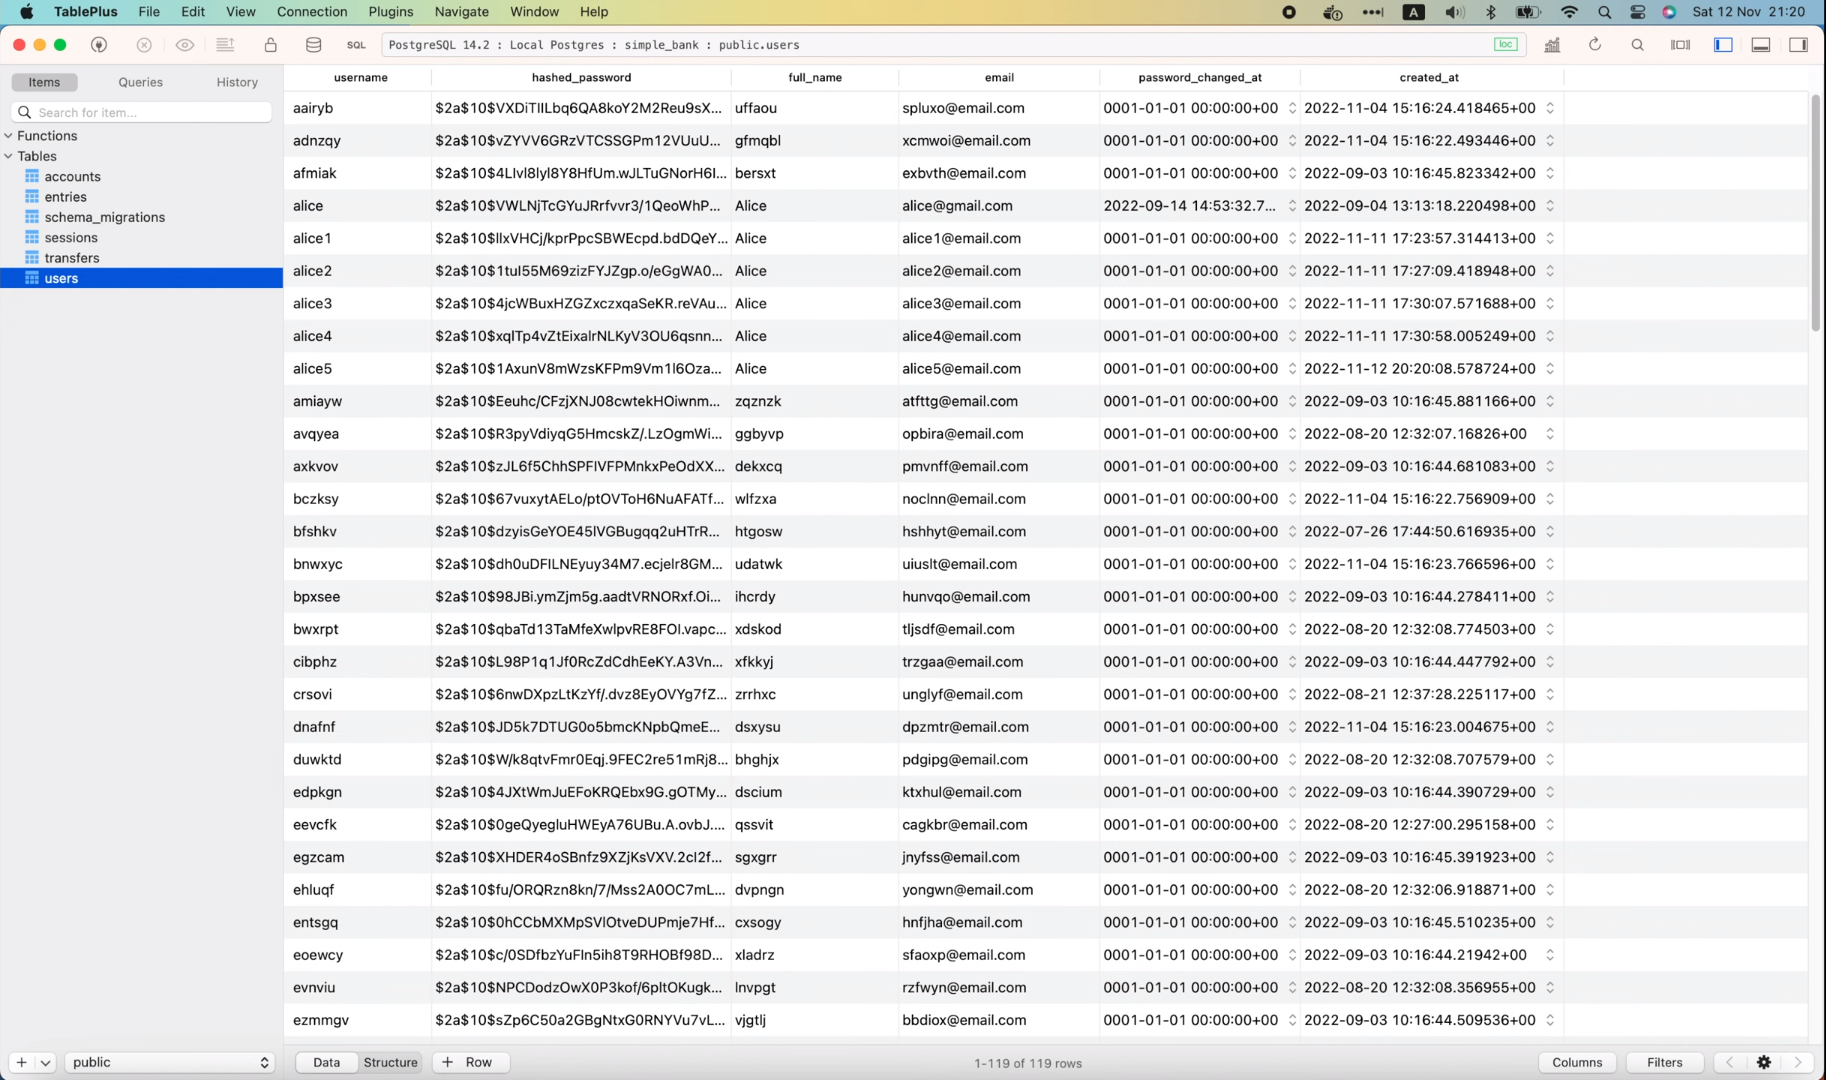 TablePlus File Edit View Connection Plugins Navigate Window Help A Sat 12 Nov 21:20
SQL PostgreSQL 14.2 : Local Postgres : simple_bank : public.users loc
Items Queries History
Search for item...
Functions
Tables
accounts
entries
schema_migrations
sessions
transfers
users
username hashed_password full_name email password_changed_at created_at
aairyb $2a$10$VXDiTlILbq6QA8koY2M2Reu9sX... uffaou spluxo@email.com 0001-01-01 00:00:00+00 2022-11-04 15:16:24.418465+00
adnzqy $2a$10$vZYVV6GRzVTCSSGPm12VUuU... gfmqbl xcmwoi@email.com 0001-01-01 00:00:00+00 2022-11-04 15:16:22.493446+00
afmiak $2a$10$4LIvl8lyI8Y8HfUm.wJLTuGNorH6I... bersxt exbvth@email.com 0001-01-01 00:00:00+00 2022-09-03 10:16:45.823342+00
alice $2a$10$VWLNjTcGYuJRrfvvr3/1QeoWhP... Alice alice@gmail.com 2022-09-14 14:53:32.7... 2022-09-04 13:13:18.220498+00
alice1 $2a$10$llxVHCj/kprPpcSBWEcpd.bdDQeY... Alice alice1@email.com 0001-01-01 00:00:00+00 2022-11-11 17:23:57.314413+00
alice2 $2a$10$1tul55M69zizFYJZgp.o/eGgWA0... Alice alice2@email.com 0001-01-01 00:00:00+00 2022-11-11 17:27:09.418948+00
alice3 $2a$10$4jcWBuxHZGZxczxqaSeKR.reVAu... Alice alice3@email.com 0001-01-01 00:00:00+00 2022-11-11 17:30:07.571688+00
alice4 $2a$10$xqlTp4vZtEixalrNLKyV3OU6qsnn... Alice alice4@email.com 0001-01-01 00:00:00+00 2022-11-11 17:30:58.005249+00
alice5 $2a$10$1AxunV8mWzsKFPm9Vm1l6Oza... Alice alice5@email.com 0001-01-01 00:00:00+00 2022-11-12 20:20:08.578724+00
amiayw $2a$10$Eeuhc/CFzjXNJ08cwtekHOiwnm... zqznzk atfttg@email.com 0001-01-01 00:00:00+00 2022-09-03 10:16:45.881166+00
avqyea $2a$10$R3pyVdiyqG5HmcskZ/.LzOgmWi... ggbyvp opbira@email.com 0001-01-01 00:00:00+00 2022-08-20 12:32:07.16826+00
axkvov $2a$10$zJL6f5ChhSPFIVFPMnkxPeOdXX... dekxcq pmvnff@email.com 0001-01-01 00:00:00+00 2022-09-03 10:16:44.681083+00
bczksy $2a$10$67vuxytAELo/ptOVToH6NuAFATf... wlfzxa noclnn@email.com 0001-01-01 00:00:00+00 2022-11-04 15:16:22.756909+00
bfshkv $2a$10$dzyisGeYOE45lVGBugqq2uHTrR... htgosw hshhyt@email.com 0001-01-01 00:00:00+00 2022-07-26 17:44:50.616935+00
bnwxyc $2a$10$dh0uDFILNEyuy34M7.ecjelr8GM... udatwk uiuslt@email.com 0001-01-01 00:00:00+00 2022-11-04 15:16:23.766596+00
bpxsee $2a$10$98JBi.ymZjm5g.aadtVRNORxf.Oi... ihcrdy hunvqo@email.com 0001-01-01 00:00:00+00 2022-09-03 10:16:44.278411+00
bwxrpt $2a$10$qbaTd13TaMfeXwlpvRE8FOI.vapc... xdskod tljsdf@email.com 0001-01-01 00:00:00+00 2022-08-20 12:32:08.774503+00
cibphz $2a$10$L98P1q1Jf0RcZdCdhEeKY.A3Vn... xfkkyj trzgaa@email.com 0001-01-01 00:00:00+00 2022-09-03 10:16:44.447792+00
crsovi $2a$10$6nwDXpzLtKzYf/.dvz8EyOVYg7fZ... zrrhxc unglyf@email.com 0001-01-01 00:00:00+00 2022-08-21 12:37:28.225117+00
dnafnf $2a$10$JD5k7DTUG0o5bmcKNpbQmeE... dsxysu dpzmtr@email.com 0001-01-01 00:00:00+00 2022-11-04 15:16:23.004675+00
duwktd $2a$10$W/k8qtvFmr0Eqj.9FEC2re51mRj8... bhghjx pdgipg@email.com 0001-01-01 00:00:00+00 2022-08-20 12:32:08.707579+00
edpkgn $2a$10$4JXtWmJuEFoKRQEbx9G.gOTMy... dscium ktxhul@email.com 0001-01-01 00:00:00+00 2022-09-03 10:16:44.390729+00
eevcfk $2a$10$0geQyegluHWEyA76UBu.A.ovbJ.... qssvit cagkbr@email.com 0001-01-01 00:00:00+00 2022-08-20 12:27:00.295158+00
egzcam $2a$10$XHDER4oSBnfz9XZjKsVXV.2cI2f... sgxgrr jnyfss@email.com 0001-01-01 00:00:00+00 2022-09-03 10:16:45.391923+00
ehluqf $2a$10$fu/ORQRzn8kn/7/Mss2A0OC7mL... dvpngn yongwn@email.com 0001-01-01 00:00:00+00 2022-08-20 12:32:06.918871+00
entsgq $2a$10$0hCCbMXMpSVlOtveDUPmje7Hf... cxsogy hnfjha@email.com 0001-01-01 00:00:00+00 2022-09-03 10:16:45.510235+00
eoewcy $2a$10$c/0SDfbzYuFln5ih8T9RHOBf98D... xladrz sfaoxp@email.com 0001-01-01 00:00:00+00 2022-09-03 10:16:44.21942+00
evnviu $2a$10$NPCDodzOwX0P3kof/6pltOKugk... lnvpgt rzfwyn@email.com 0001-01-01 00:00:00+00 2022-08-20 12:32:08.356955+00
ezmmgv $2a$10$sZp6C50a2GBgNtxG0RNYVu7vL... vjgtlj bbdiox@email.com 0001-01-01 00:00:00+00 2022-09-03 10:16:44.509536+00
+ public Data Structure + Row 1-119 of 119 rows Columns Filters